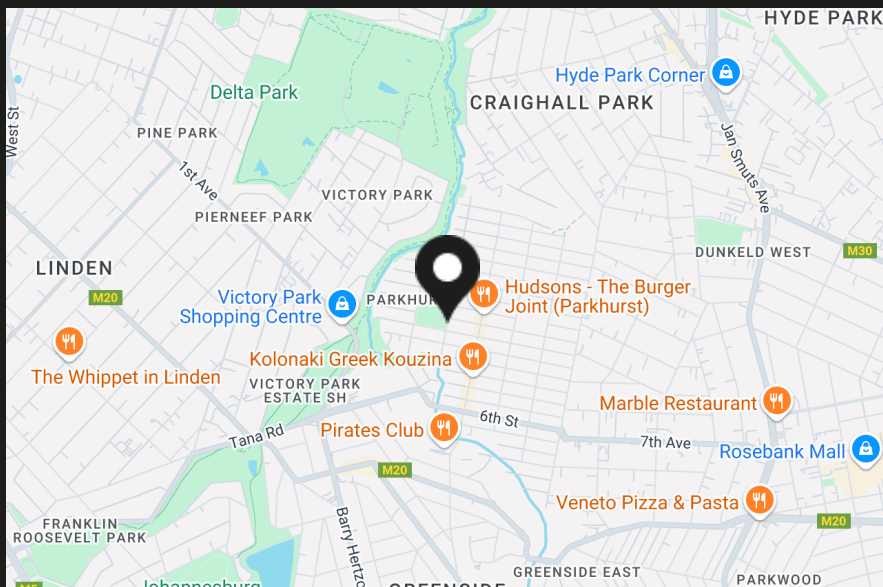 HYDE PARK
Hyde Park Corner
Delta Park
CRAIGHALL PARK
West St
PINE PARK
Jan Smuts Ave
1st Ave
VICTORY PARK
PIERNEEF PARK
DUNKELD WEST
M30
LINDEN
M20
Victory Park
Shopping Centre
Hudsons - The Burger
Joint (Parkhurst)
The Whippet in Linden
Kolonaki Greek Kouzina
VICTORY PARK
ESTATE SH
Marble Restaurant
Pirates Club
6th St
Tana Rd
7th Ave
Rosebank Mall
M20
Veneto Pizza & Pasta
M20
FRANKLIN
ROOSEVELT PARK
Barry Hertzo
GREENSIDE EAST
PARKWOOD
Johannesburg
GREENSIDE